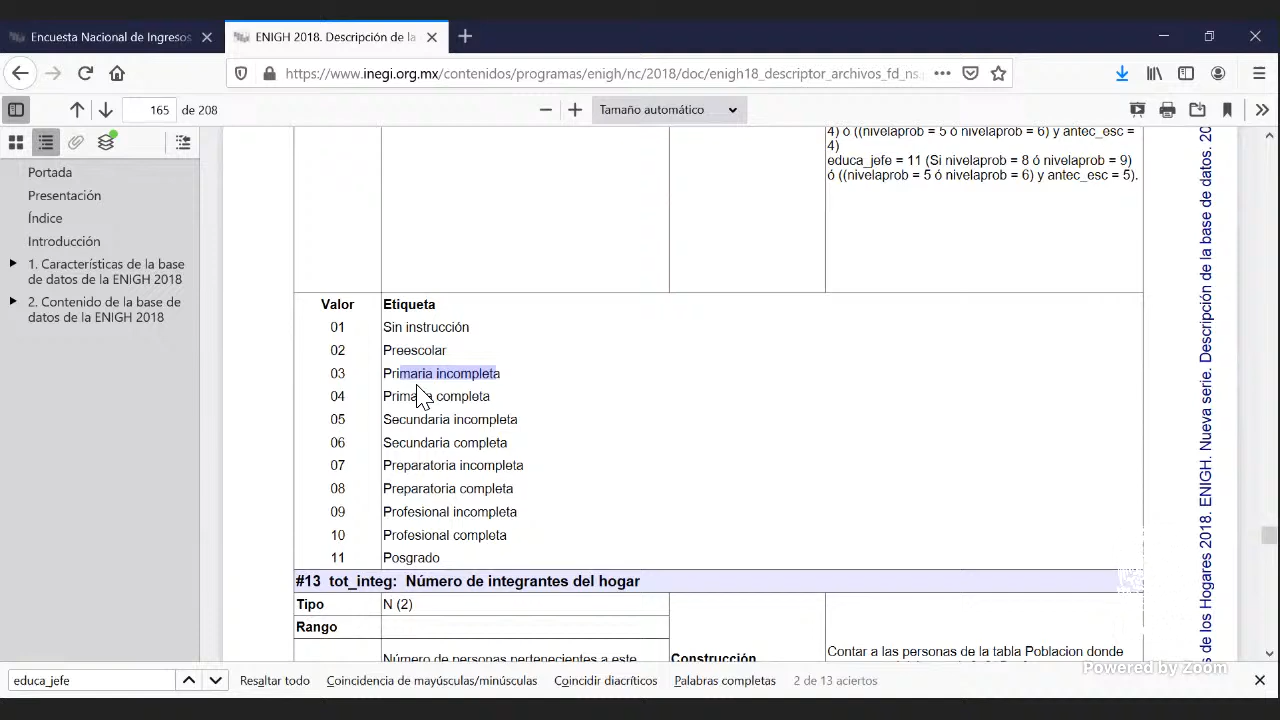 Encuesta Nacional de Ingresos
ENIGH 2018. Descripción de la
https://www.inegi.org.mx/contenidos/programas/enigh/nc/2018/doc/enigh18_descriptor_archivos_fd_ns
165 de 208
Tamaño automático
Portada
Presentación
Índice
Introducción
1. Características de la base
de datos de la ENIGH 2018
2. Contenido de la base de
datos de la ENIGH 2018
4) ó ((nivelaprob = 5 ó nivelaprob = 6) y antec_esc =
4)
educa_jefe = 11 (Si nivelaprob = 8 ó nivelaprob = 9)
ó ((nivelaprob = 5 ó nivelaprob = 6) y antec_esc = 5).
Valor Etiqueta
01 Sin instrucción
02 Preescolar
03 Primaria incompleta
04 Primaria completa
05 Secundaria incompleta
06 Secundaria completa
07 Preparatoria incompleta
08 Preparatoria completa
09 Profesional incompleta
10 Profesional completa
11 Posgrado
#13 tot_integ: Número de integrantes del hogar
Tipo N (2)
Rango
Número de personas pertenecientes a este
Construcción
Contar a las personas de la tabla Poblacion donde
s de los Hogares 2018. ENIGH. Nueva serie. Descripción de la base de datos. 20
Powered by Zoom
educa_jefe
Resaltar todo Coincidencia de mayúsculas/minúculas Coincidir diacríticos Palabras completas 2 de 13 aciertos